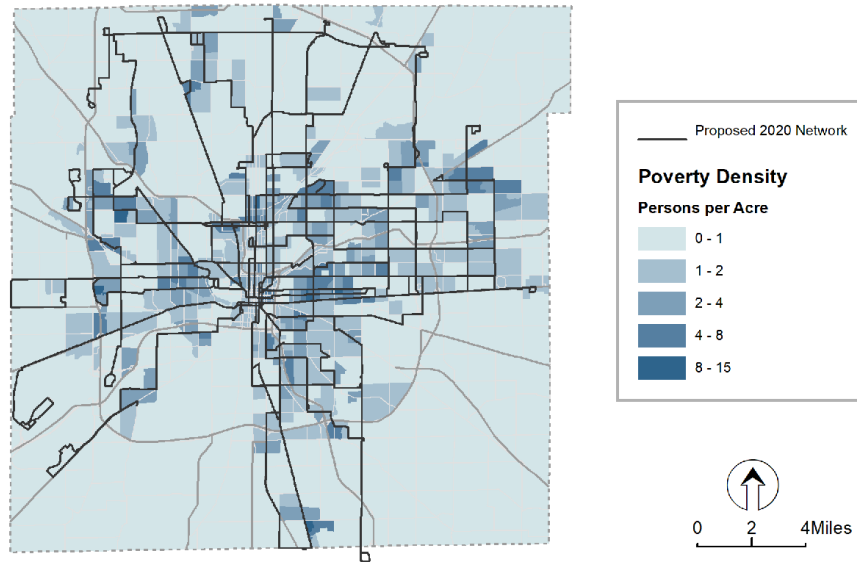 Proposed 2020 Network
Poverty Density
Persons per Acre
0 - 1
1 - 2
2 - 4
4 - 8
8 - 15
0 2 4Miles